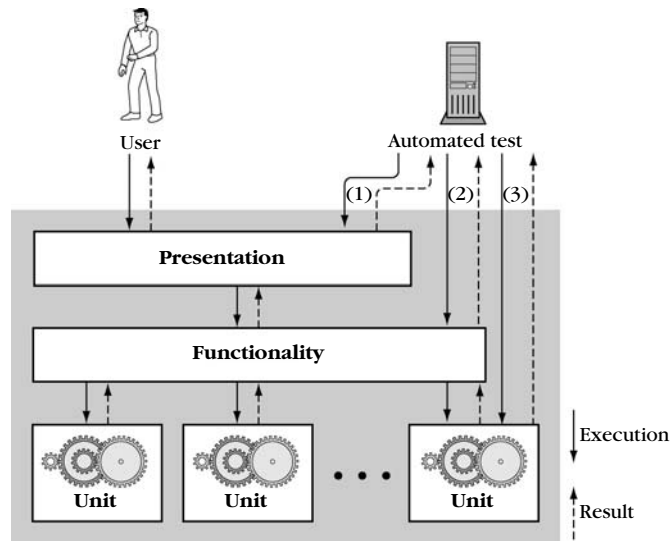 User
Automated test
(1)
(2)
(3)
Presentation
Functionality
Unit
Unit
Unit
Execution
Result